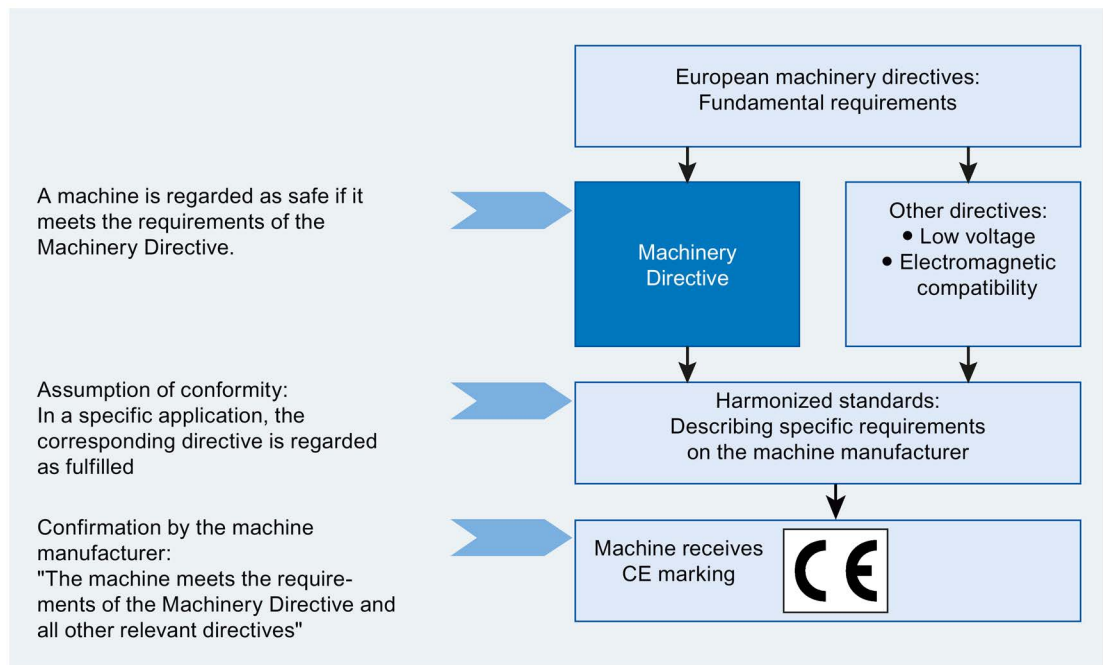 European machinery directives:
Fundamental requirements
A machine is regarded as safe if it
meets the requirements of the
Machinery Directive.
Machinery
Directive
Other directives:
• Low voltage
• Electromagnetic
compatibility
Assumption of conformity:
In a specific application, the
corresponding directive is regarded
as fulfilled
Harmonized standards:
Describing specific requirements
on the machine manufacturer
Confirmation by the machine
manufacturer:
"The machine meets the require-
ments of the Machinery Directive and
all other relevant directives"
Machine receives
CE marking
CE